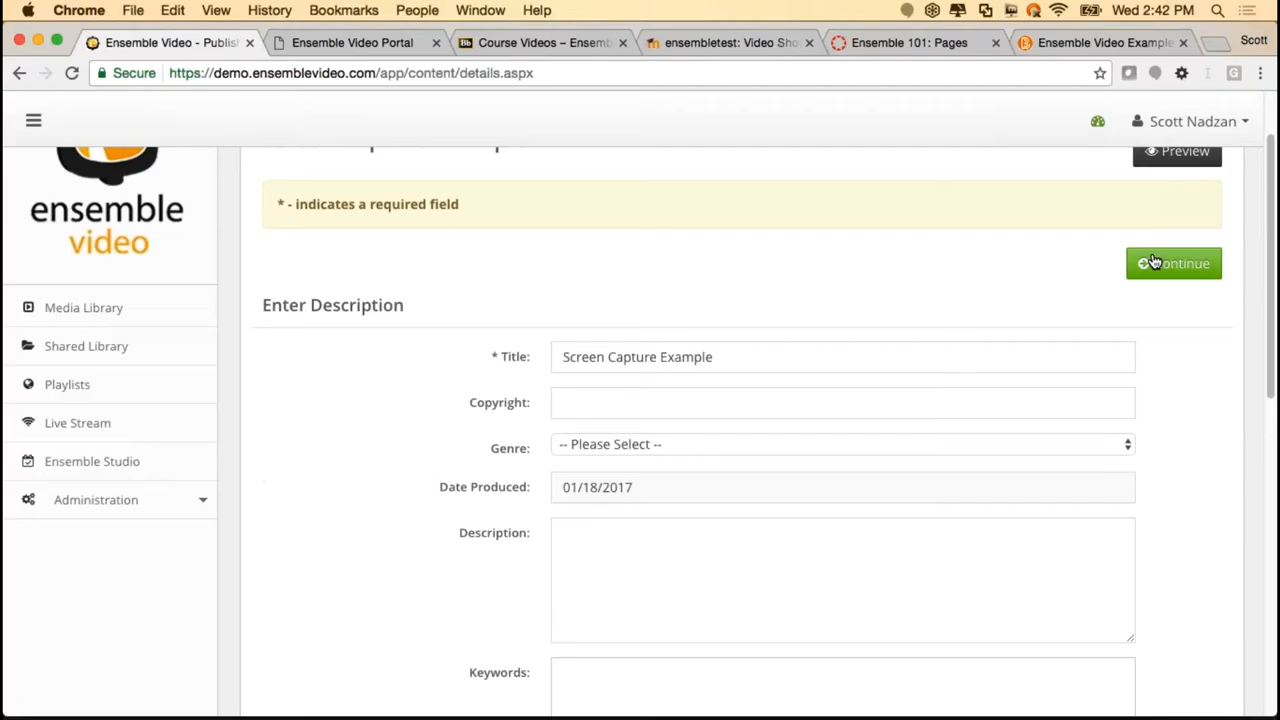 Chrome File Edit View History Bookmarks People Window Help Wed 2:42 PM
Ensemble Video - Publis Ensemble Video Portal Bb Course Videos – Ensemb ensembletest: Video Sho Ensemble 101: Pages Ensemble Video Example Scott
Secure https://demo.ensemblevideo.com/app/content/details.aspx
Scott Nadzan
Preview
* - indicates a required field
ensemble
video
Continue
Enter Description
Media Library
Shared Library
Playlists
Live Stream
Ensemble Studio
Administration
* Title: Screen Capture Example
Copyright:
Genre: -- Please Select --
Date Produced: 01/18/2017
Description:
Keywords: